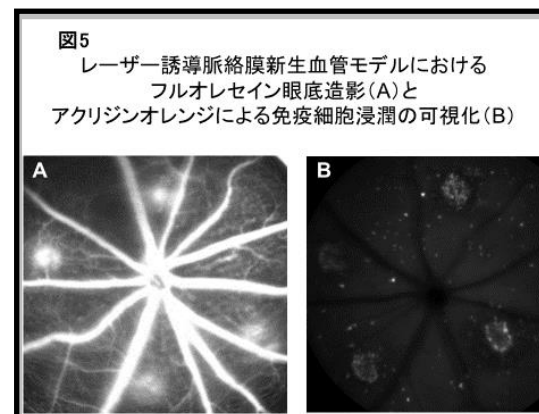 図5
レーザー誘導脈絡膜新生血管モデルにおける
フルオレセイン眼底造影(A)と
アクリジンオレンジによる免疫細胞浸潤の可視化(B)
A
B